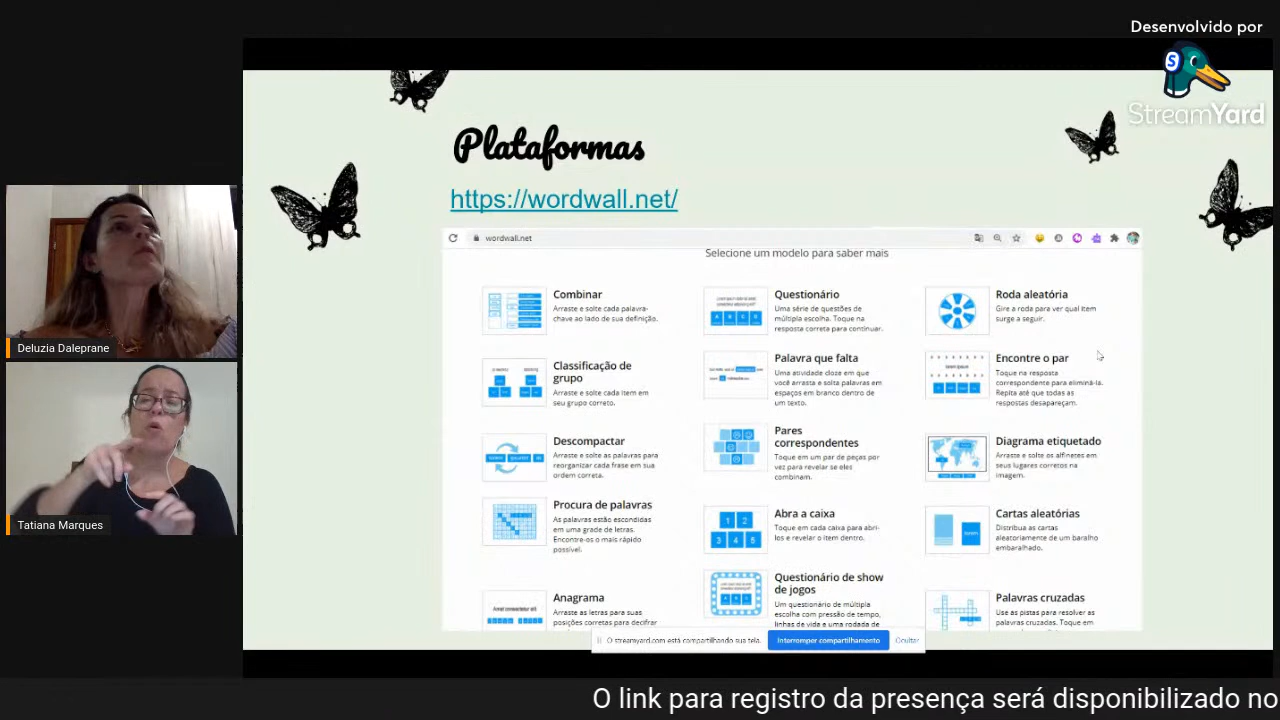 Desenvolvido por
StreamYard
Plataformas
https://wordwall.net/
wordwall.net
Selecione um modelo para saber mais
Combinar
Arraste e solte cada palavra-
chave ao lado de sua definição.
Questionário
Uma série de questões de
múltipla escolha. Toque na
resposta correta para continuar.
Roda aleatória
Gire a roda para ver qual item
surge a seguir.
Classificação de
grupo
Arraste e solte cada item em
seu grupo correto.
Palavra que falta
Uma atividade cloze em que
você arrasta e solta palavras em
espaços em branco dentro de
um texto.
Encontre o par
Toque na resposta
correspondente para eliminá-la.
Repita até que todas as
respostas desapareçam.
Descompactar
Arraste e solte as palavras para
reorganizar cada frase em sua
ordem correta.
Pares
correspondentes
Toque em um par de peças por
vez para revelar se eles
combinam.
Diagrama etiquetado
Arraste e solte os alfinetes em
seus lugares corretos na
imagem.
Procura de palavras
As palavras estão escondidas
em uma grade de letras.
Encontre-os o mais rápido
possível.
Abra a caixa
Toque em cada caixa para abri-
los e revelar o item dentro.
1 2
3 4 5
Cartas aleatórias
Distribua as cartas
aleatoriamente de um baralho
embaralhado.
Anagrama
Arraste as letras para suas
posições corretas para decifrar
Questionário de show
de jogos
Um questionário de múltipla
escolha com pressão de tempo,
linhas de vida e uma rodada de
Palavras cruzadas
Use as pistas para resolver as
palavras cruzadas. Toque em
O streamyard.com está compartilhando sua tela.
Interromper compartilhamento
Ocultar
Deluzia Daleprane
Tatiana Marques
O link para registro da presença será disponibilizado no